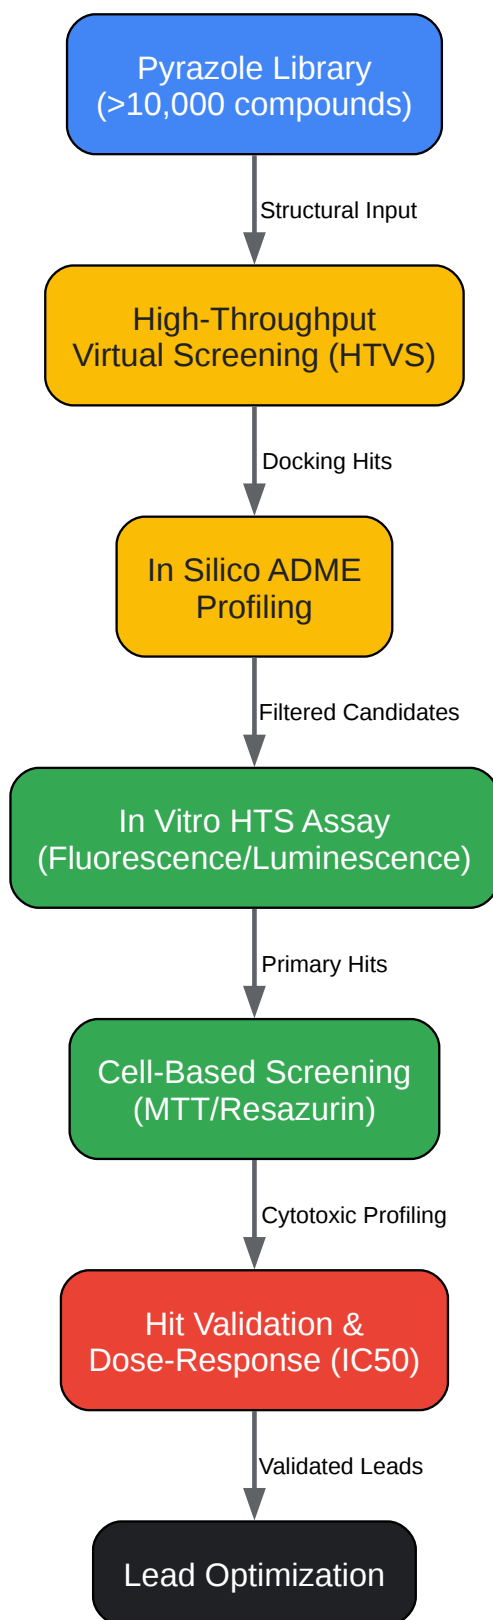 Pyrazole Library
(>10,000 compounds)
Structural Input
High-Throughput
Virtual Screening (HTVS)
Docking Hits
In Silico ADME
Profiling
Filtered Candidates
In Vitro HTS Assay
(Fluorescence/Luminescence)
Primary Hits
Cell-Based Screening
(MTT/Resazurin)
Cytotoxic Profiling
Hit Validation &
Dose-Response (IC50)
Validated Leads
Lead Optimization